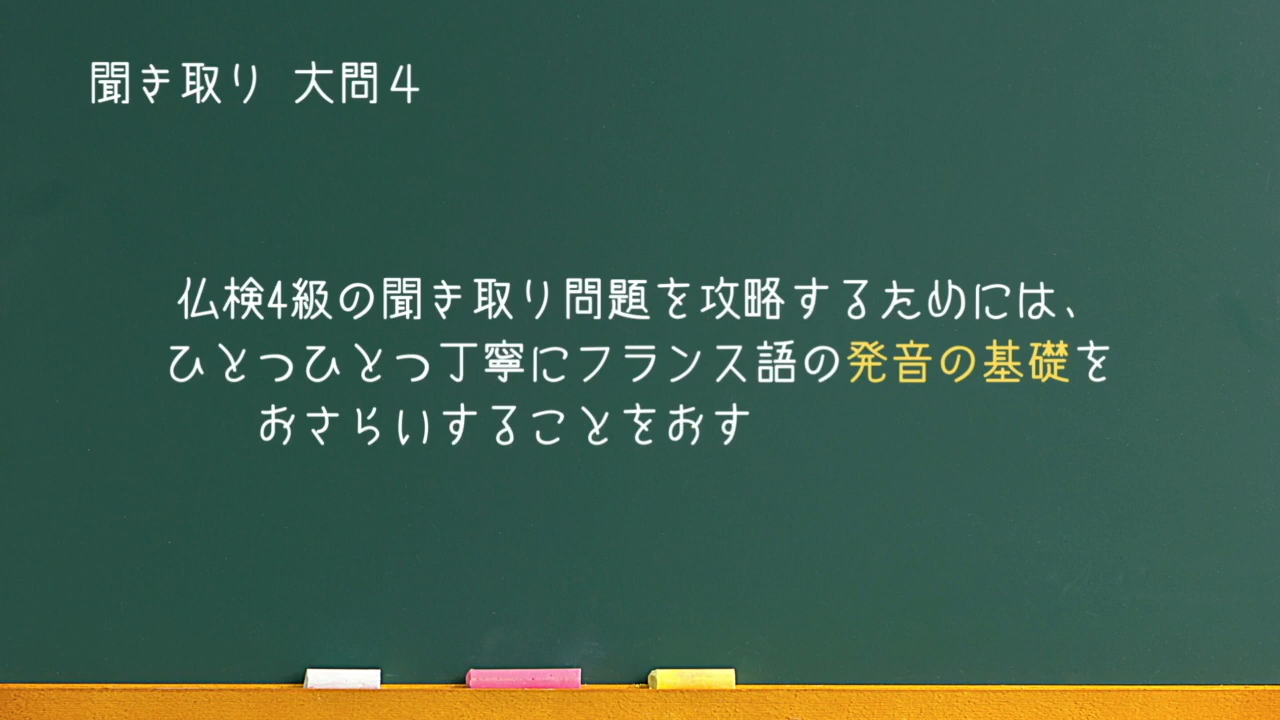 聞き取り 大問４
仏検4級の聞き取り問題を攻略するためには、
ひとつひとつ丁寧にフランス語の発音の基礎を
おさらいすることをおす